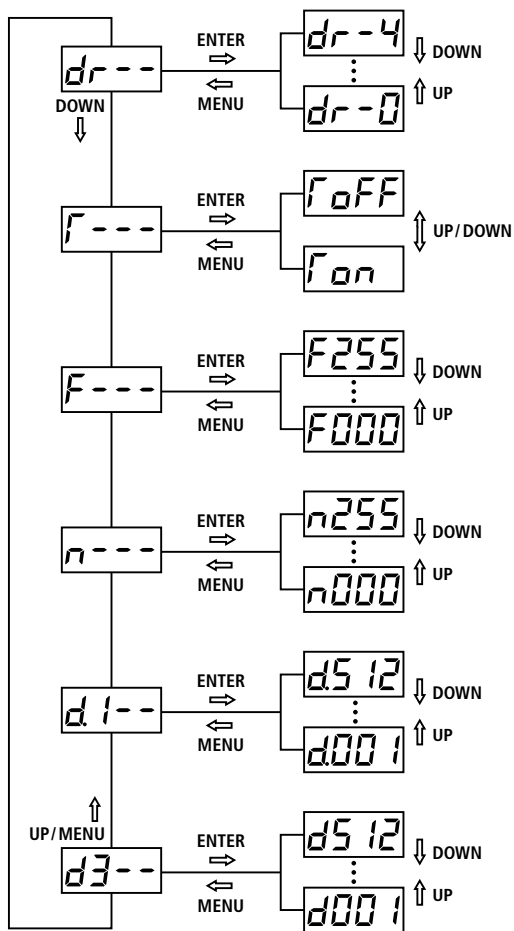 dr-4
ENTER
dr--
DOWN
MENU
UP
DOWN
dr-0
ΓoFF
ENTER
Γ---
UP/DOWN
MENU
Γon
F255
ENTER
DOWN
F---
MENU
UP
F000
n255
ENTER
DOWN
n---
MENU
UP
n000
d.512
ENTER
DOWN
d.1--
MENU
UP
d.001
UP/MENU
d512
ENTER
DOWN
d3--
MENU
UP
d001